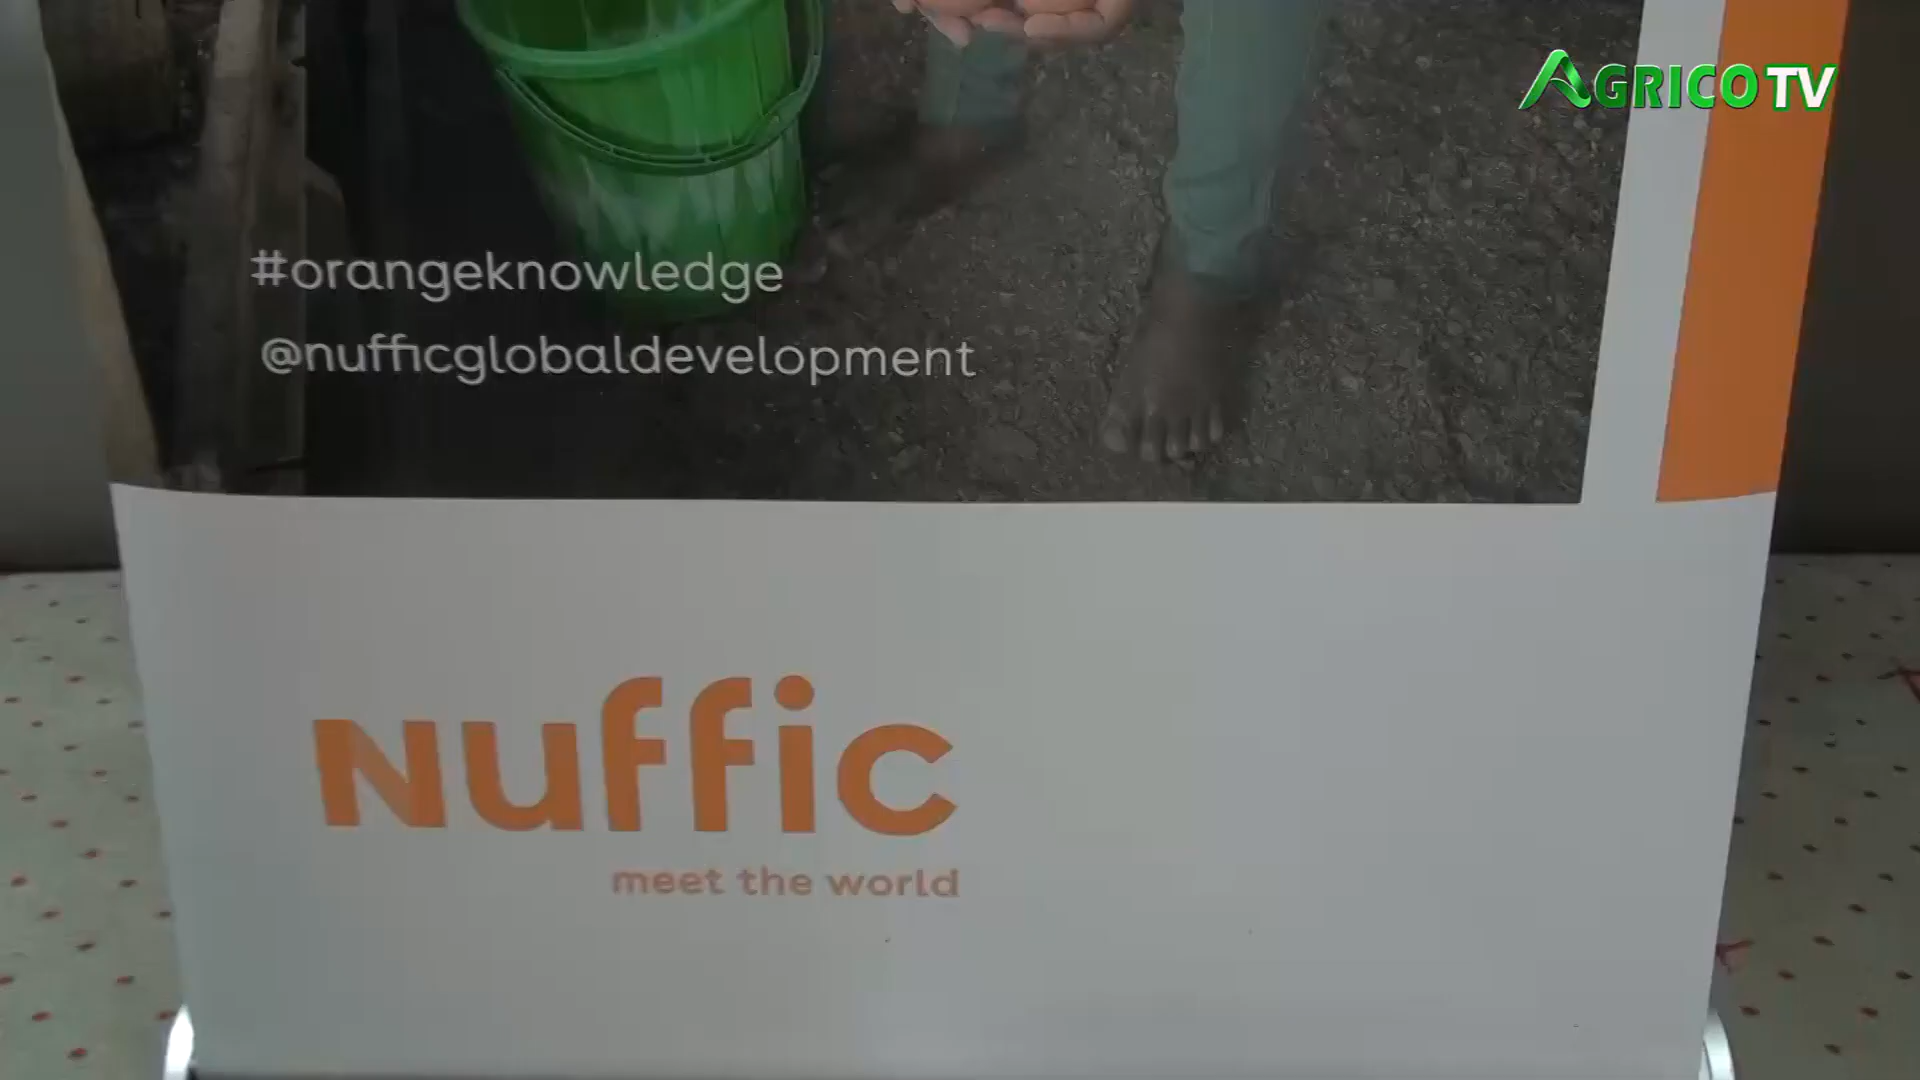 AGRICO TV
#orangeknowledge
@nufficglobaldevelopment
nuffic
meet the world